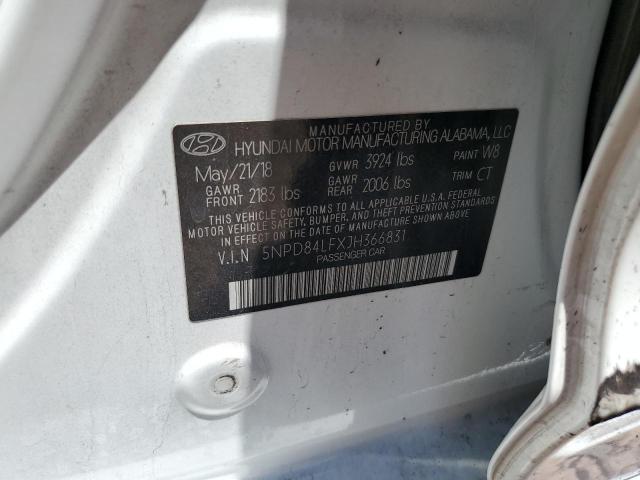 MANUFACTURED BY
HYUNDAI MOTOR MANUFACTURING ALABAMA, LLC
May/21/18 GVWR 3924 lbs PAINT W8
GAWR FRONT 2183 lbs GAWR REAR 2006 lbs TRIM CT
THIS VEHICLE CONFORMS TO ALL APPLICABLE U.S.A. FEDERAL
MOTOR VEHICLE SAFETY, BUMPER, AND THEFT PREVENTION STANDARDS
IN EFFECT ON THE DATE OF MANUFACTURE SHOWN ABOVE.
V.I.N 5NPD84LFXJH366831
PASSENGER CAR